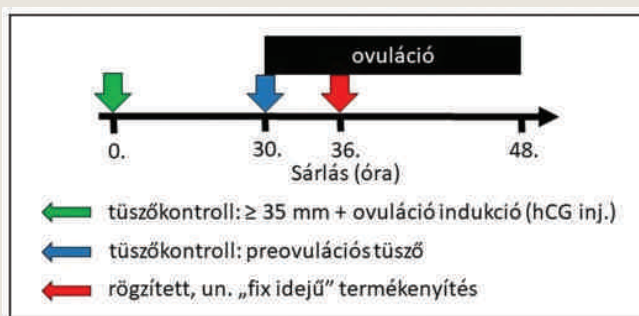 ovuláció
0. 30. 36. 48.
Sárlás (óra)
tüszőkontroll: ≥ 35 mm + ovuláció indukció (hCG inj.)
tüszőkontroll: preovulációs tüsző
rögzített, un. „fix idejű” termékenyítés